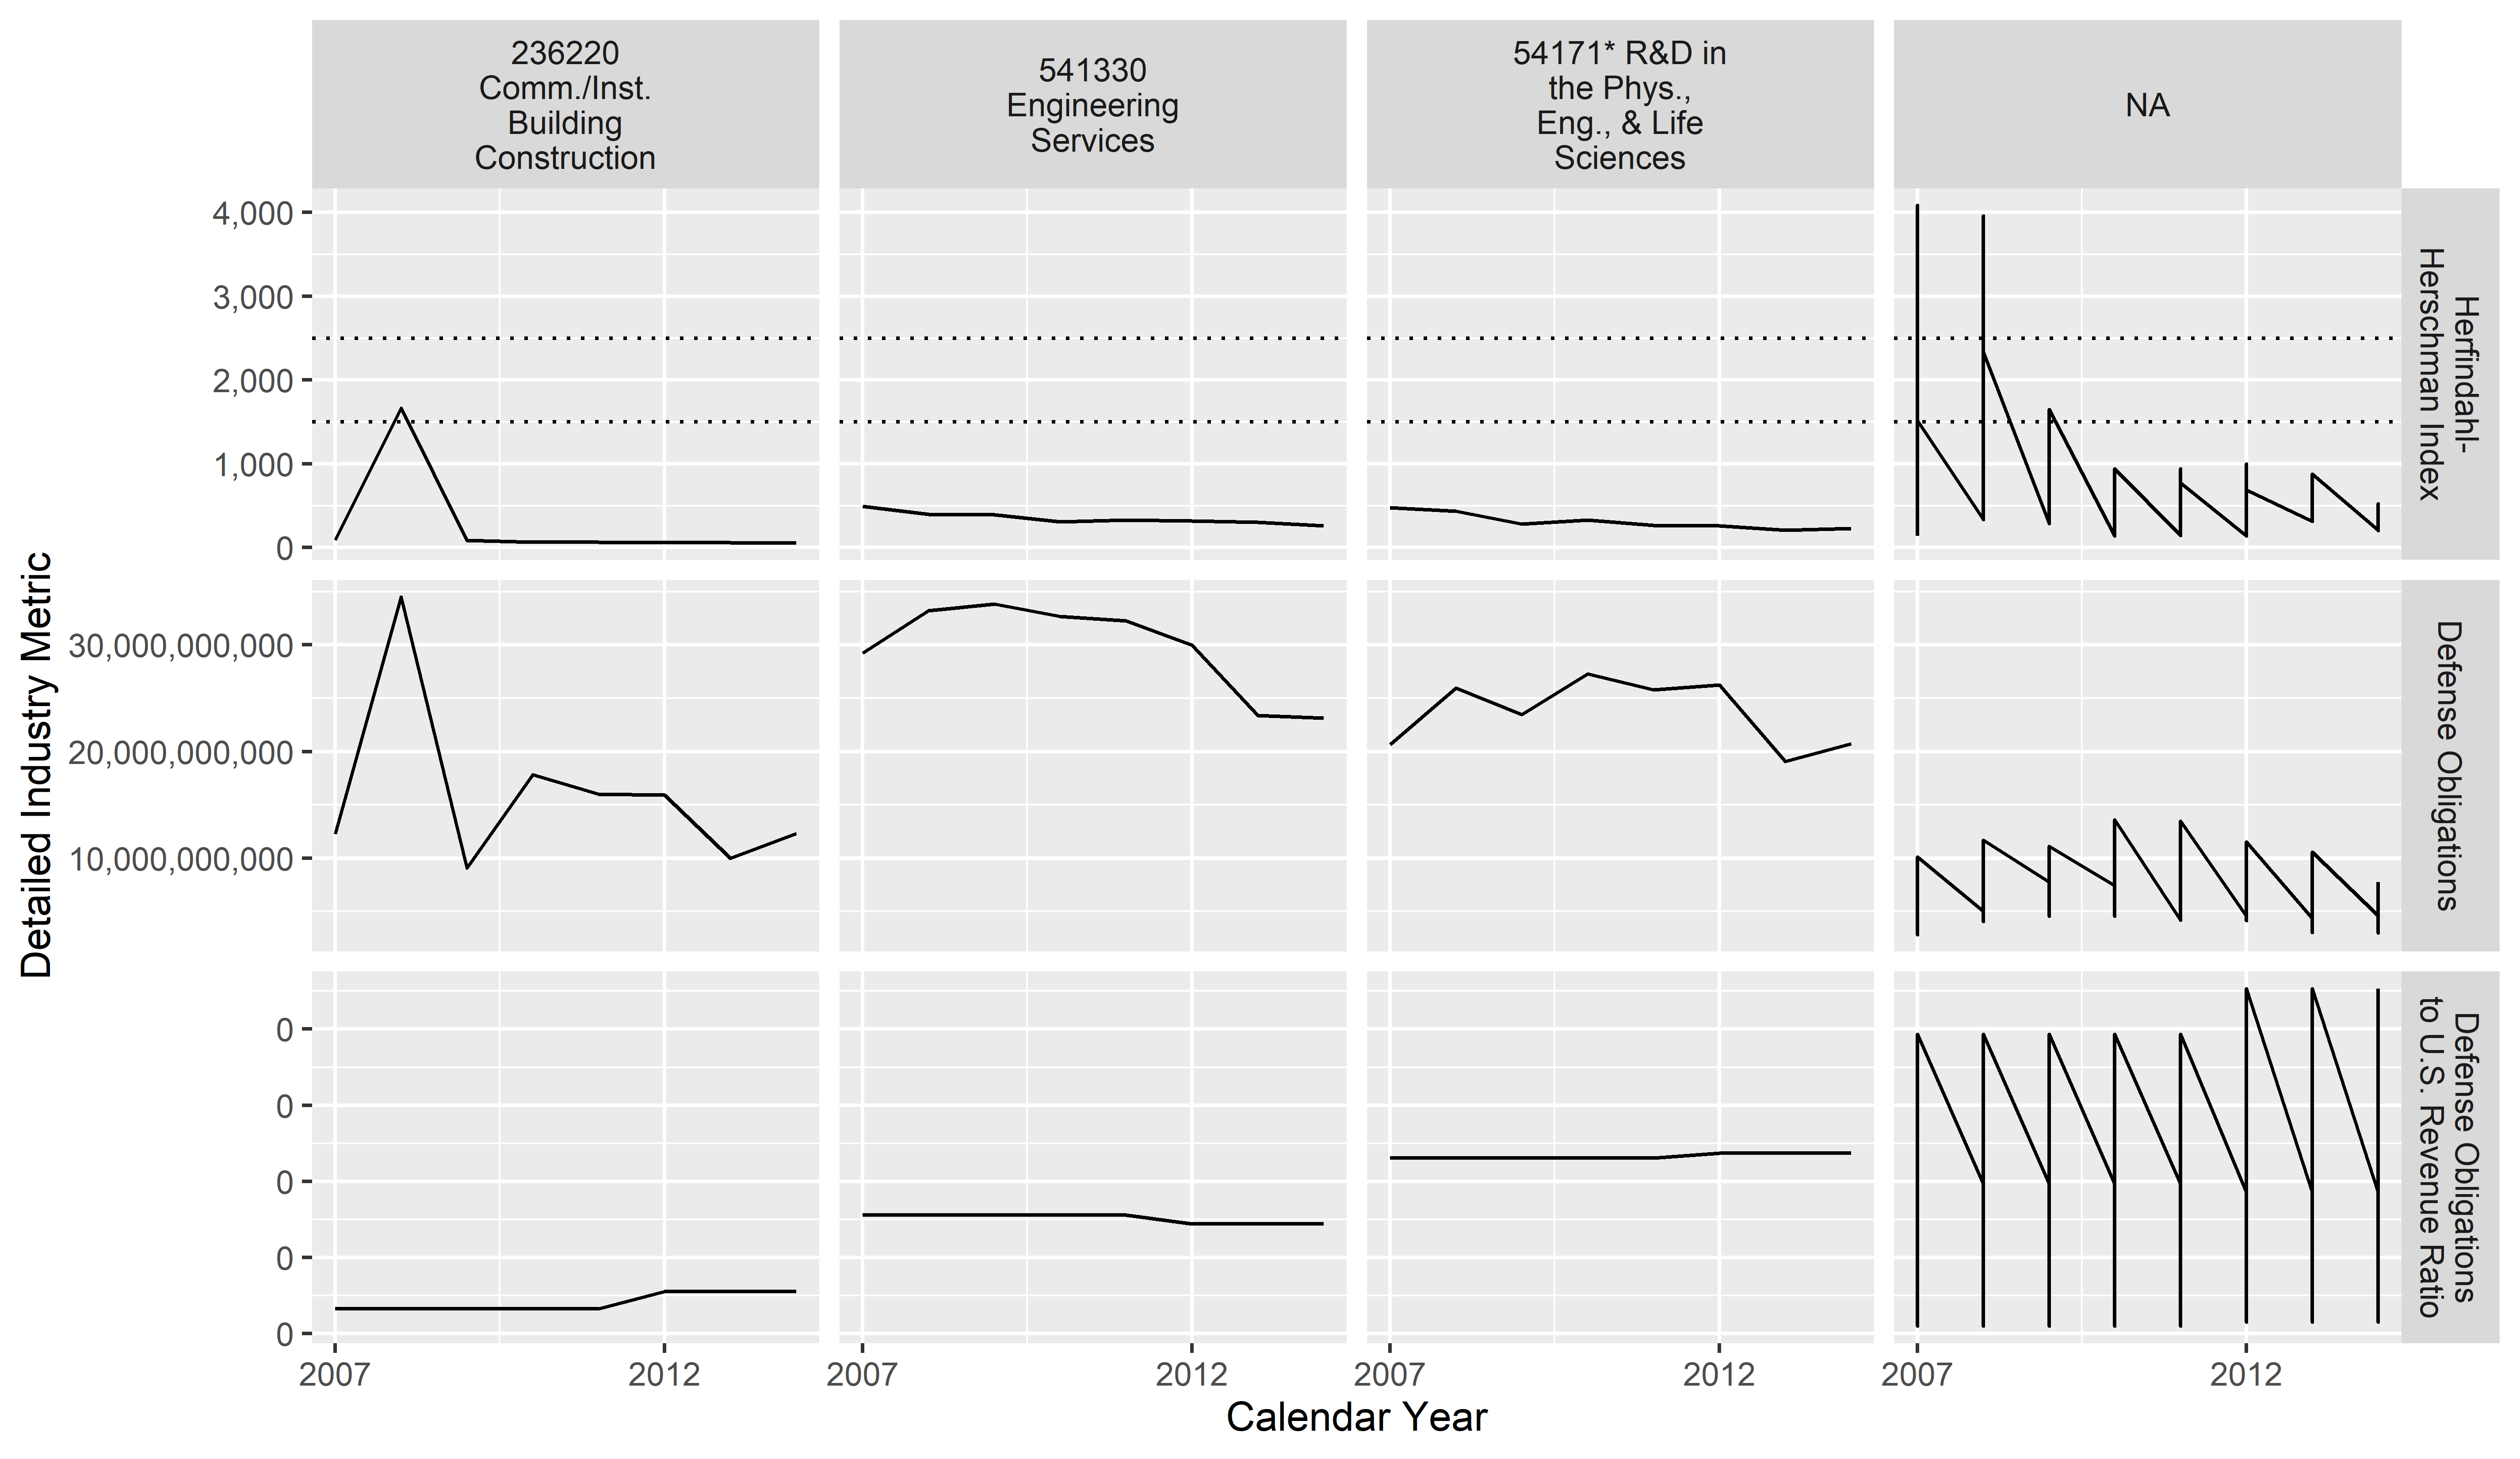 236220
Comm./Inst.
Building
Construction
541330
Engineering
Services
54171* R&D in
the Phys.,
Eng., & Life
Sciences
NA
4,000
3,000
2,000
1,000
0
Herfindahl-
Herschman Index
30,000,000,000
20,000,000,000
10,000,000,000
Defense Obligations
0
0
0
0
0
Defense Obligations
to U.S. Revenue Ratio
2007
2012
2007
2012
2007
2012
2007
2012
Calendar Year
Detailed Industry Metric